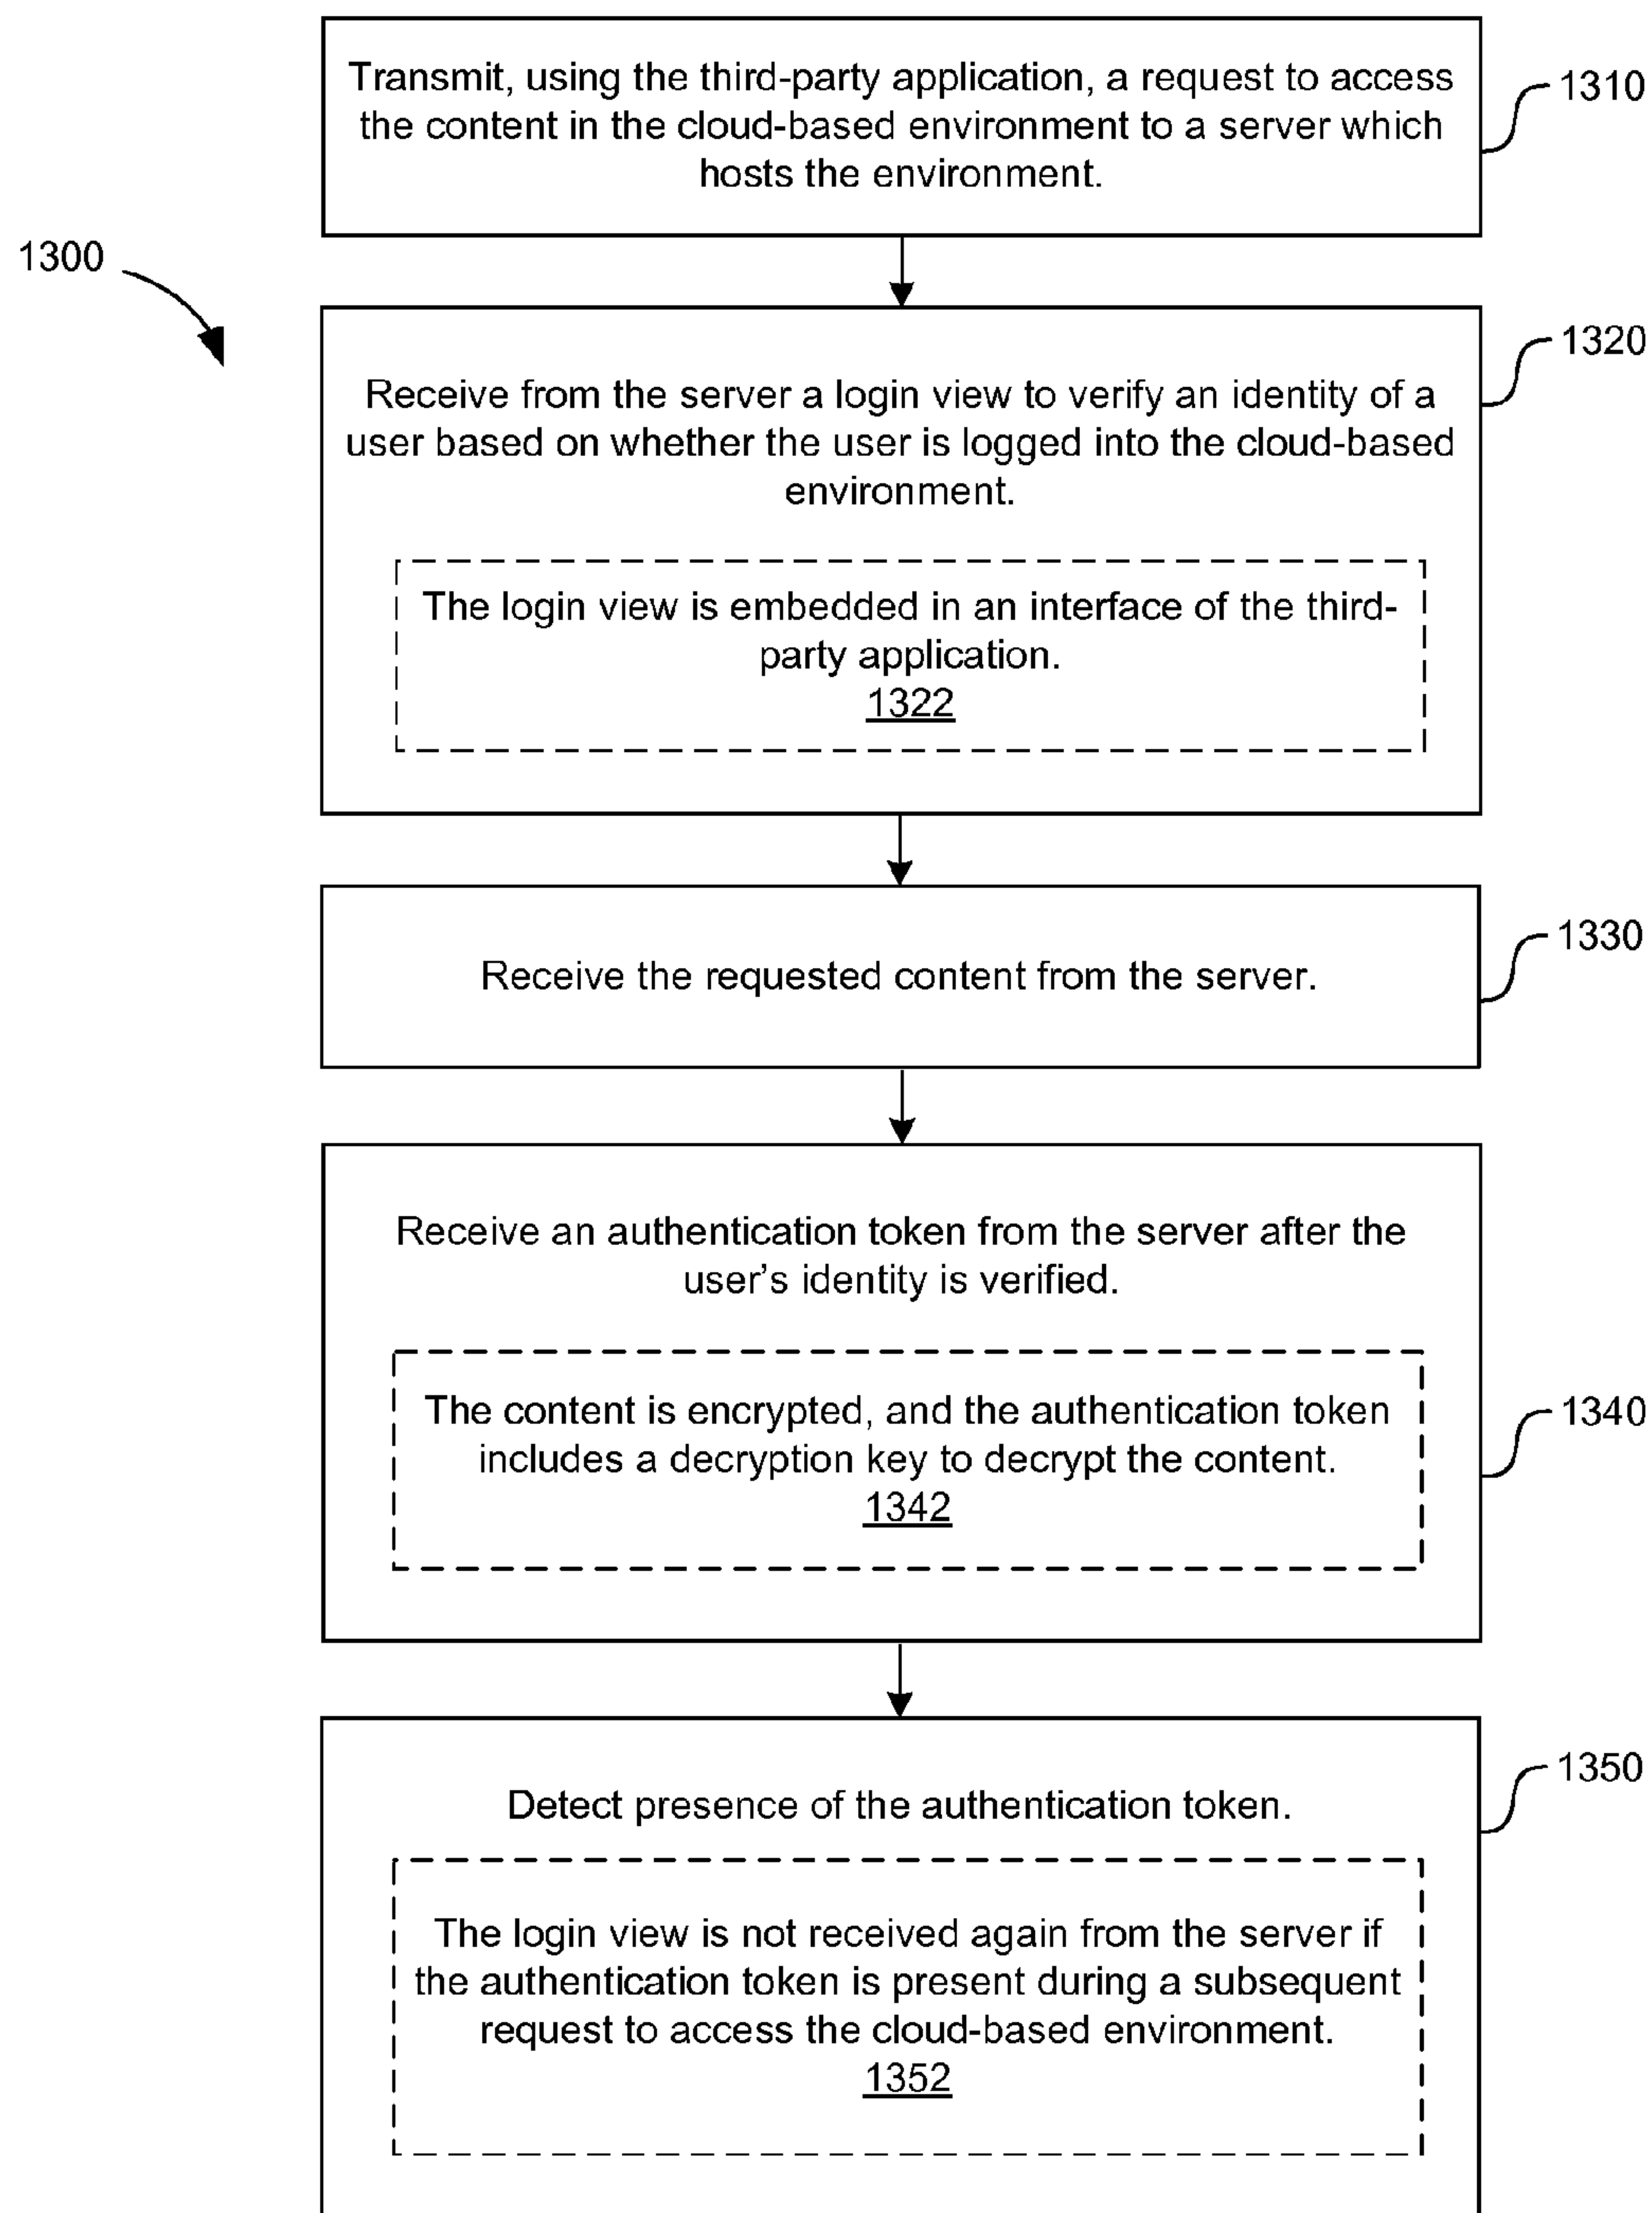 Transmit, using the third-party application, a request to access
the content in the cloud-based environment to a server which
hosts the environment.
1310
1300
Receive from the server a login view to verify an identity of a
user based on whether the user is logged into the cloud-based
environment.
1320
The login view is embedded in an interface of the third-
party application.
1322
Receive the requested content from the server.
1330
Receive an authentication token from the server after the
user's identity is verified.
The content is encrypted, and the authentication token
includes a decryption key to decrypt the content.
1342
1340
Detect presence of the authentication token.
1350
The login view is not received again from the server if
the authentication token is present during a subsequent
request to access the cloud-based environment.
1352